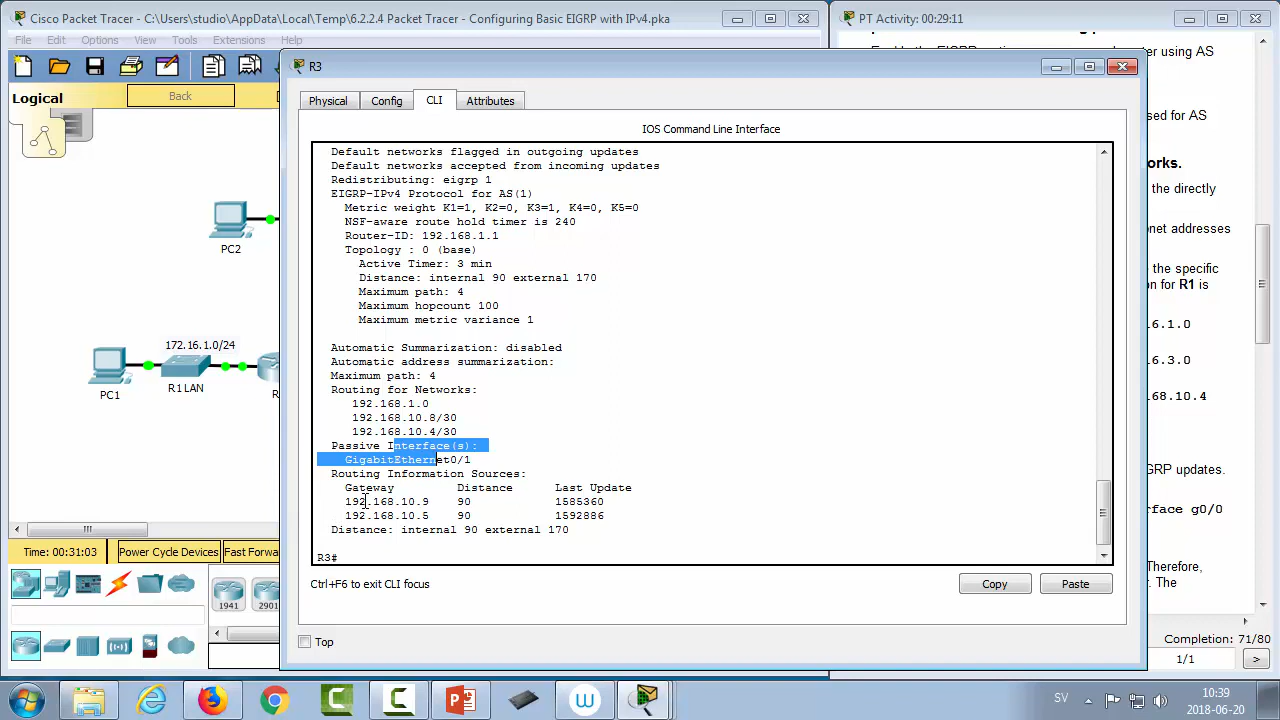 Cisco Packet Tracer - C:\Users\studio\AppData\Local\Temp\6.2.2.4 Packet Tracer - Configuring Basic EIGRP with IPv4.pka
File Edit Options View Tools Extensions Help
Logical
Back
PC2
172.16.1.0/24
PC1
R1 LAN
R
Time: 00:31:03
Power Cycle Devices
Fast Forwa
1941
2901
R3
Physical
Config
CLI
Attributes
IOS Command Line Interface
Default networks flagged in outgoing updates
Default networks accepted from incoming updates
Redistributing: eigrp 1
EIGRP-IPv4 Protocol for AS(1)
Metric weight K1=1, K2=0, K3=1, K4=0, K5=0
NSF-aware route hold timer is 240
Router-ID: 192.168.1.1
Topology : 0 (base)
Active Timer: 3 min
Distance: internal 90 external 170
Maximum path: 4
Maximum hopcount 100
Maximum metric variance 1
Automatic Summarization: disabled
Automatic address summarization:
Maximum path: 4
Routing for Networks:
192.168.1.0
192.168.10.8/30
192.168.10.4/30
Passive Interface(s):
GigabitEthernet0/1
Routing Information Sources:
Gateway Distance Last Update
192.168.10.9 90 1585360
192.168.10.5 90 1592886
Distance: internal 90 external 170
R3#
Ctrl+F6 to exit CLI focus
Copy
Paste
Top
PT Activity: 00:29:11
er using AS
sed for AS
orks.
the directly
onet addresses
the specific
on for R1 is
16.1.0
16.3.0
68.10.4
GRP updates.
rface g0/0
Therefore,
r. The
Completion: 71/80
1/1
>
SV
10:39
2018-06-20